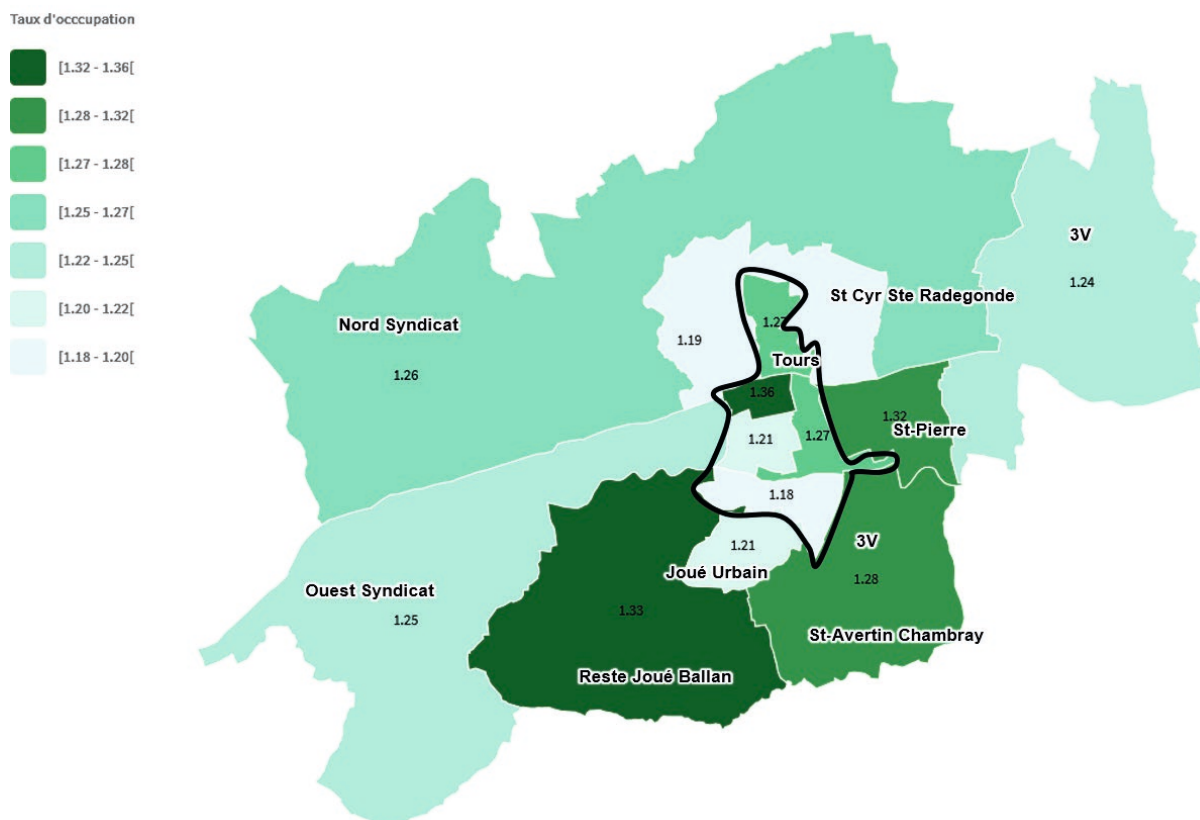 Taux d'occcupation
[1.32 - 1.36[
[1.28 - 1.32[
[1.27 - 1.28[
[1.25 - 1.27[
[1.22 - 1.25[
[1.20 - 1.22[
[1.18 - 1.20[
3V
1.24
St Cyr Ste Radegonde
Nord Syndicat
1.27
1.19
Tours
1.26
1.36
1.32
St-Pierre
1.21
1.27
1.18
3V
1.21
Joué Urbain
1.28
Ouest Syndicat
1.33
1.25
St-Avertin Chambray
Reste Joué Ballan